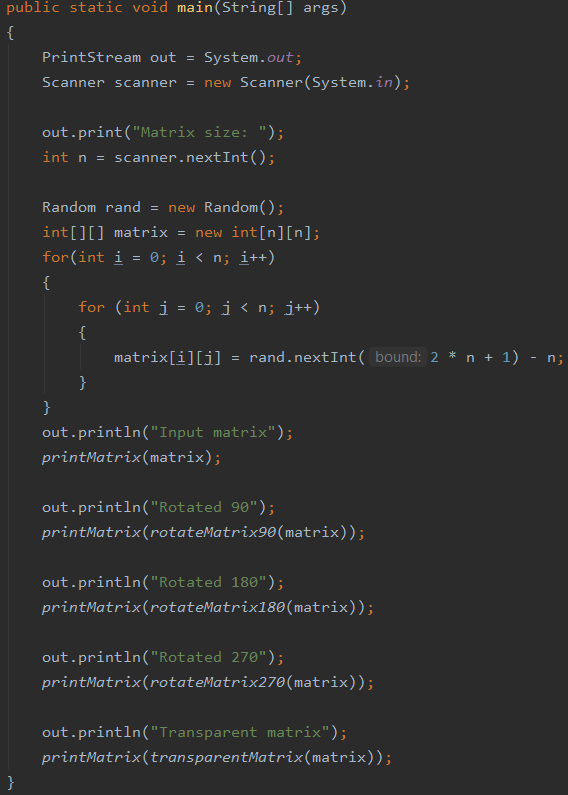 public static void main(String[] args)
{
    PrintStream out = System.out;
    Scanner scanner = new Scanner(System.in);

    out.print("Matrix size: ");
    int n = scanner.nextInt();

    Random rand = new Random();
    int[][] matrix = new int[n][n];
    for(int i = 0; i < n; i++)
    {
        for (int j = 0; j < n; j++)
        {
            matrix[i][j] = rand.nextInt( bound: 2 * n + 1) - n;
        }
    }
    out.println("Input matrix");
    printMatrix(matrix);

    out.println("Rotated 90");
    printMatrix(rotateMatrix90(matrix));

    out.println("Rotated 180");
    printMatrix(rotateMatrix180(matrix));

    out.println("Rotated 270");
    printMatrix(rotateMatrix270(matrix));

    out.println("Transparent matrix");
    printMatrix(transparentMatrix(matrix));
}